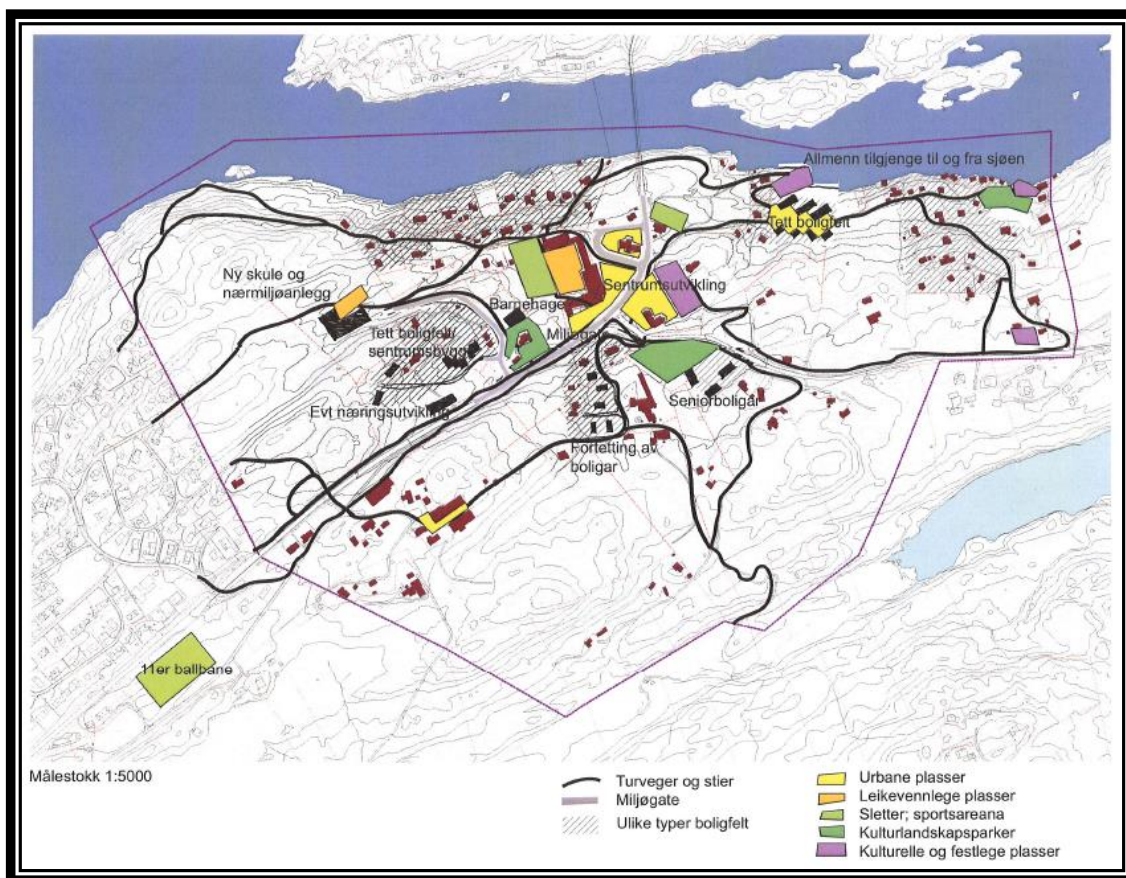 Allmenn tilgjenge til og fra sjøen
Tett boligfelt
Ny skule og
nærmiljøanlegg
Sentrumsutvikling
Barnehage
Tett boligfelt/
sentrumsbygg
Miljøgate
Evt næringsutvikling
Seniorboligar
Fortetting av
boligar
11er ballbane
Målestokk 1:5000
Turveger og stier
Miljøgate
Ulike typer boligfelt
Urbane plasser
Leikevennlege plasser
Sletter; sportsareana
Kulturlandskapsparker
Kulturelle og festlege plasser